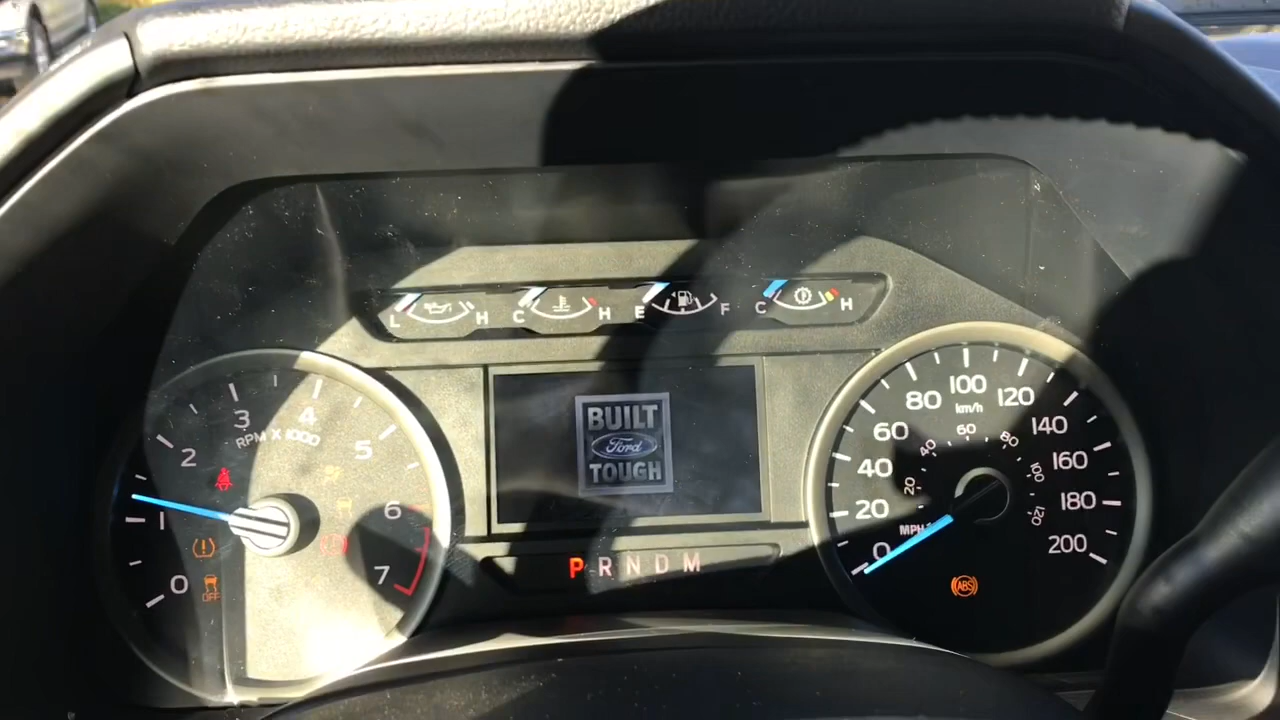 L H C H E F C H
BUILT
Ford
TOUGH
0 1 2 3 4 5 6 7
RPM X 1000
OFF
P R N D M
0 20 40 60 80 100 120 140 160 180 200
km/h
20 40 60 80 100 120
MPH
ABS